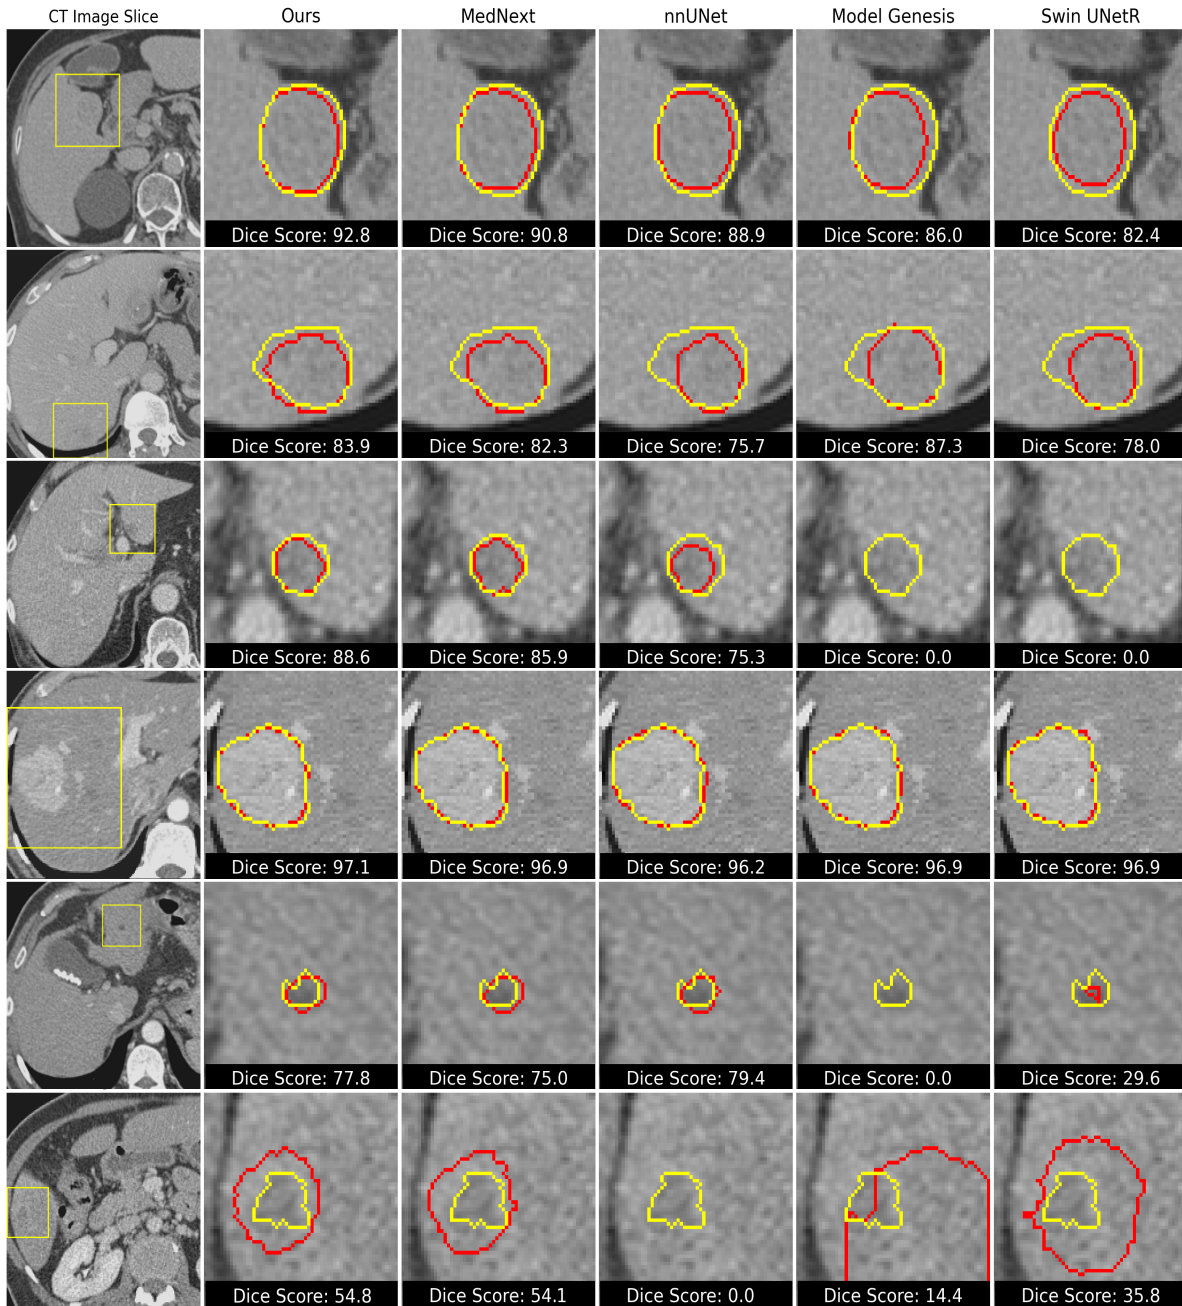 CT Image Slice Ours MedNext nnUNet Model Genesis Swin UNetR
Dice Score: 92.8 Dice Score: 90.8 Dice Score: 88.9 Dice Score: 86.0 Dice Score: 82.4
Dice Score: 83.9 Dice Score: 82.3 Dice Score: 75.7 Dice Score: 87.3 Dice Score: 78.0
Dice Score: 88.6 Dice Score: 85.9 Dice Score: 75.3 Dice Score: 0.0 Dice Score: 0.0
Dice Score: 97.1 Dice Score: 96.9 Dice Score: 96.2 Dice Score: 96.9 Dice Score: 96.9
Dice Score: 77.8 Dice Score: 75.0 Dice Score: 79.4 Dice Score: 0.0 Dice Score: 29.6
Dice Score: 54.8 Dice Score: 54.1 Dice Score: 0.0 Dice Score: 14.4 Dice Score: 35.8